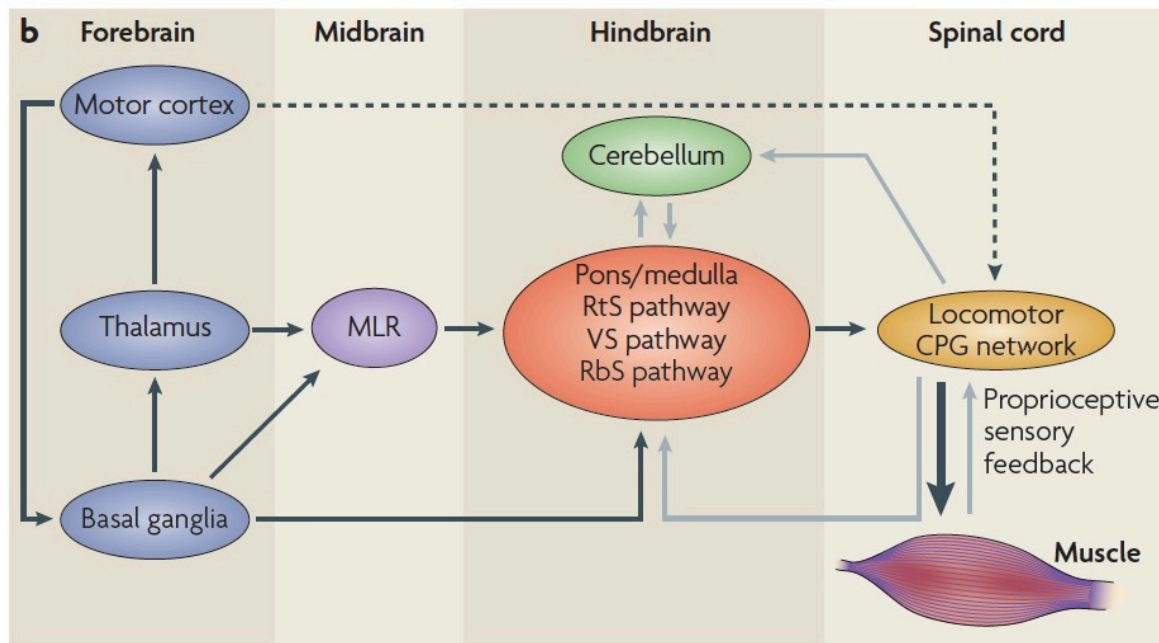 b Forebrain Midbrain Hindbrain Spinal cord
Motor cortex
Cerebellum
Thalamus
MLR
Pons/medulla
RtS pathway
VS pathway
RbS pathway
Locomotor
CPG network
Proprioceptive
sensory
feedback
Basal ganglia
Muscle